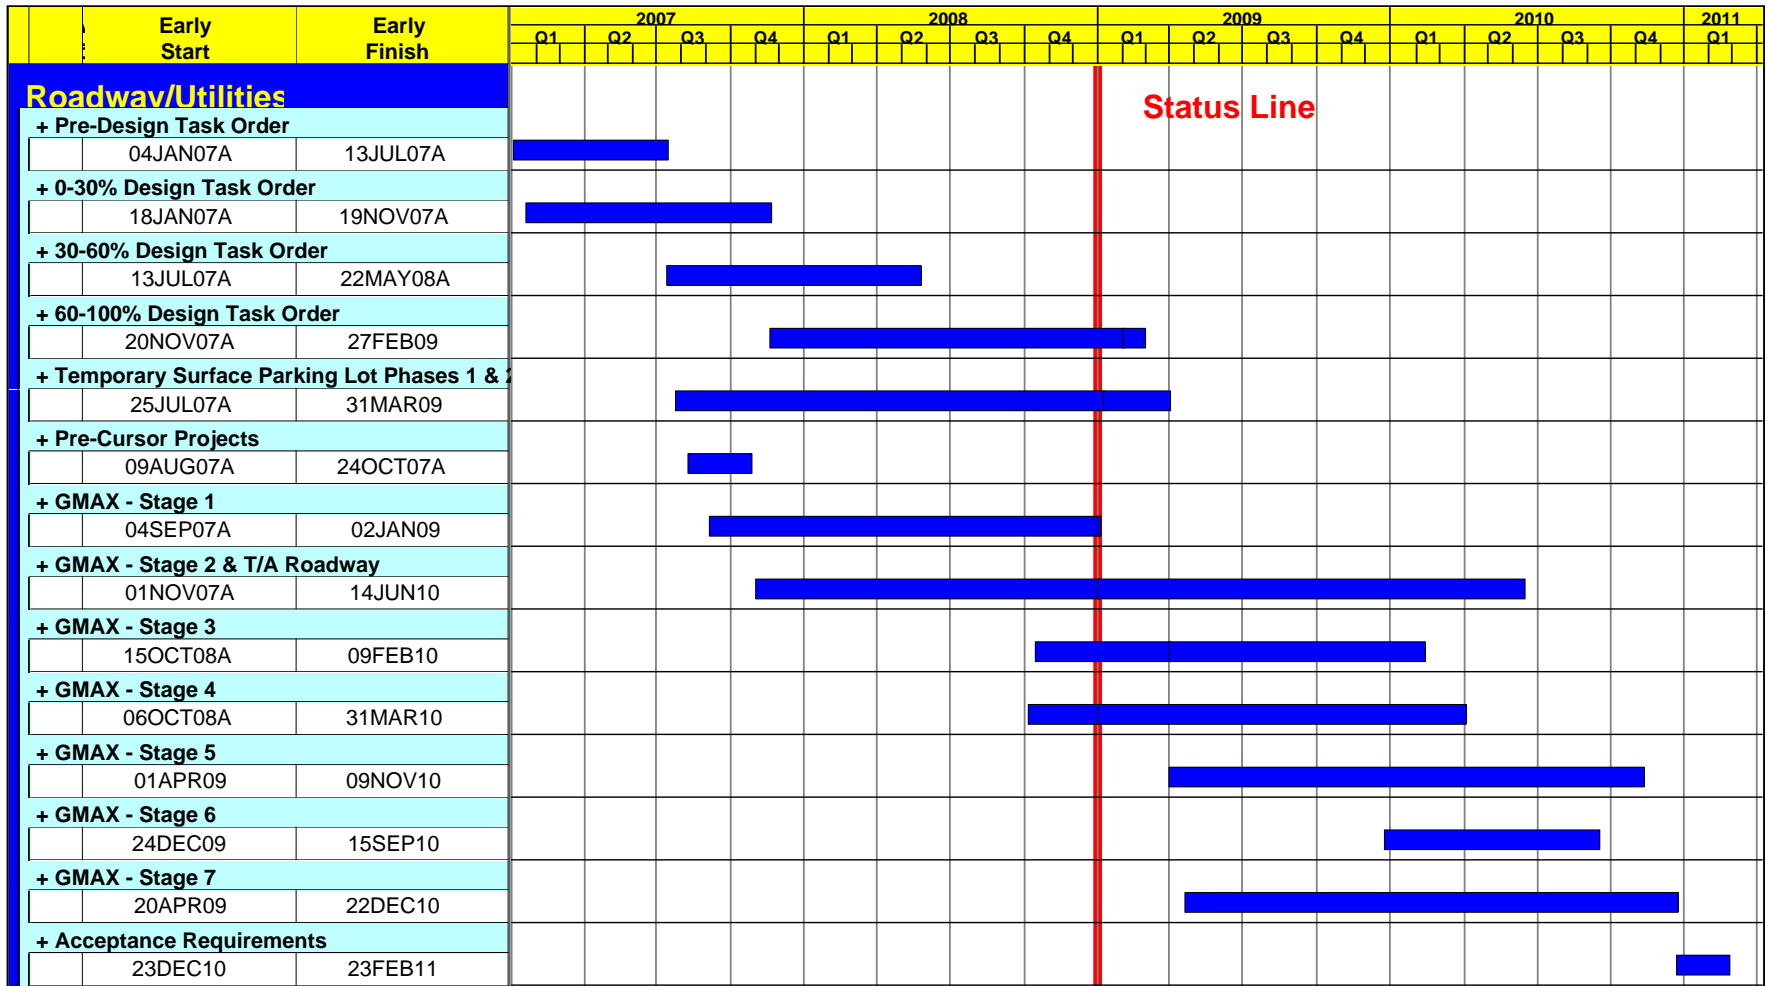 Early Early
Start Finish
2007 2008 2009 2010 2011
Q1 Q2 Q3 Q4 Q1 Q2 Q3 Q4 Q1 Q2 Q3 Q4 Q1 Q2 Q3 Q4 Q1
Roadway/Utilities
Status Line
+ Pre-Design Task Order
04JAN07A 13JUL07A
+ 0-30% Design Task Order
18JAN07A 19NOV07A
+ 30-60% Design Task Order
13JUL07A 22MAY08A
+ 60-100% Design Task Order
20NOV07A 27FEB09
+ Temporary Surface Parking Lot Phases 1 & 2
25JUL07A 31MAR09
+ Pre-Cursor Projects
09AUG07A 24OCT07A
+ GMAX - Stage 1
04SEP07A 02JAN09
+ GMAX - Stage 2 & T/A Roadway
01NOV07A 14JUN10
+ GMAX - Stage 3
15OCT08A 09FEB10
+ GMAX - Stage 4
06OCT08A 31MAR10
+ GMAX - Stage 5
01APR09 09NOV10
+ GMAX - Stage 6
24DEC09 15SEP10
+ GMAX - Stage 7
20APR09 22DEC10
+ Acceptance Requirements
23DEC10 23FEB11